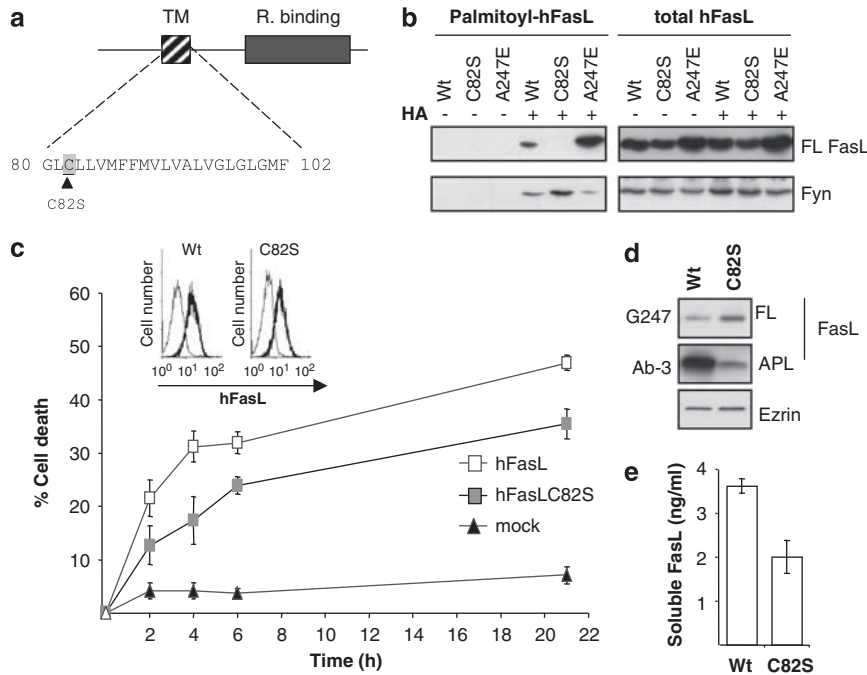 a
TM
R. binding
80 GLCLLVMFFMVLVALVGLGLGMF 102
C82S
b
Palmitoyl-hFasL
total hFasL
Wt C82S A247E Wt C82S A247E Wt C82S A247E Wt C82S A247E
HA - - - + + + - - - + + +
FL FasL
Fyn
c
Wt
C82S
Cell number
Cell number
10⁰ 10¹ 10²
10⁰ 10¹ 10²
hFasL
% Cell death
60
50
40
30
20
10
hFasL
hFasLC82S
mock
2 4 6 8 10 12 14 16 18 20 22
Time (h)
d
Wt C82S
G247 FL
FasL
Ab-3 APL
Ezrin
e
Soluble FasL (ng/ml)
4
3
2
1
Wt C82S